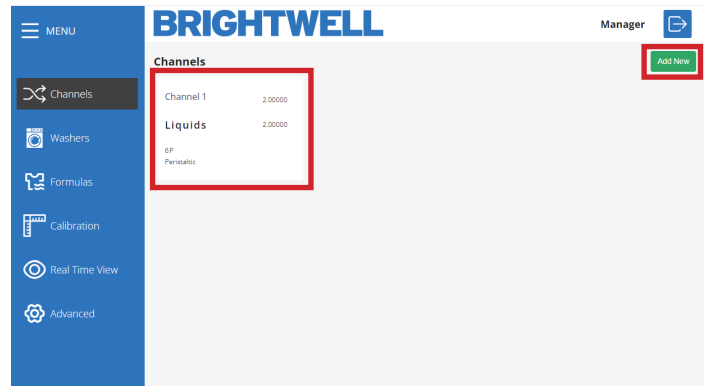 MENU
BRIGHTWELL
Manager
Channels
Add New
Channels
Washers
Formulas
Calibration
Real Time View
Advanced
Channel 1
2.00000
Liquids
2.00000
6P
Peristaltic